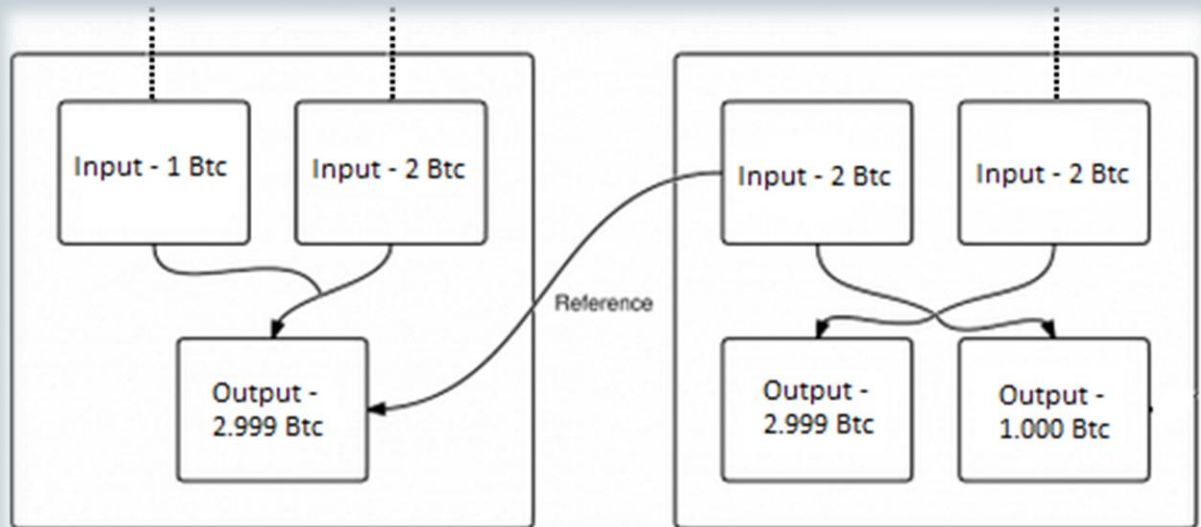 Input - 1 Btc
Input - 2 Btc
Input - 2 Btc
Input - 2 Btc
Reference
Output -
2.999 Btc
Output -
2.999 Btc
Output -
1.000 Btc